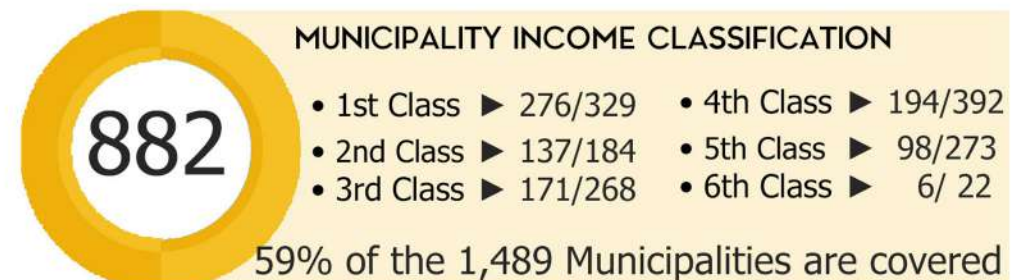 882
MUNICIPALITY INCOME CLASSIFICATION
• 1st Class ► 276/329
• 2nd Class ► 137/184
• 3rd Class ► 171/268
• 4th Class ► 194/392
• 5th Class ► 98/273
• 6th Class ► 6/ 22
59% of the 1,489 Municipalities are covered